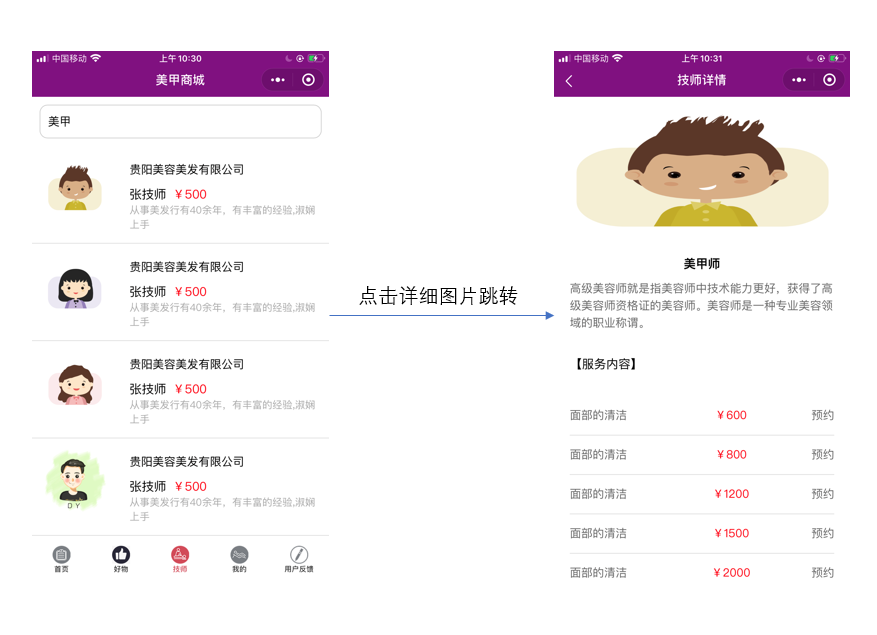 中国移动
上午10:30
美甲商城
美甲
贵阳美容美发有限公司
张技师 ￥500
从事美发行有40余年，有丰富的经验,淑娴
上手
贵阳美容美发有限公司
张技师 ￥500
从事美发行有40余年，有丰富的经验,淑娴
上手
贵阳美容美发有限公司
张技师 ￥500
从事美发行有40余年，有丰富的经验,淑娴
上手
DY
贵阳美容美发有限公司
张技师 ￥500
从事美发行有40余年，有丰富的经验,淑娴
上手
首页 好物 技师 我的 用户反馈
点击详细图片跳转
中国移动
上午10:31
技师详情
美甲师
高级美容师就是指美容师中技术能力更好，获得了高
级美容师资格证的美容师。美容师是一种专业美容领
域的职业称谓。
【服务内容】
面部的清洁 ￥600 预约
面部的清洁 ￥800 预约
面部的清洁 ￥1200 预约
面部的清洁 ￥1500 预约
面部的清洁 ￥2000 预约